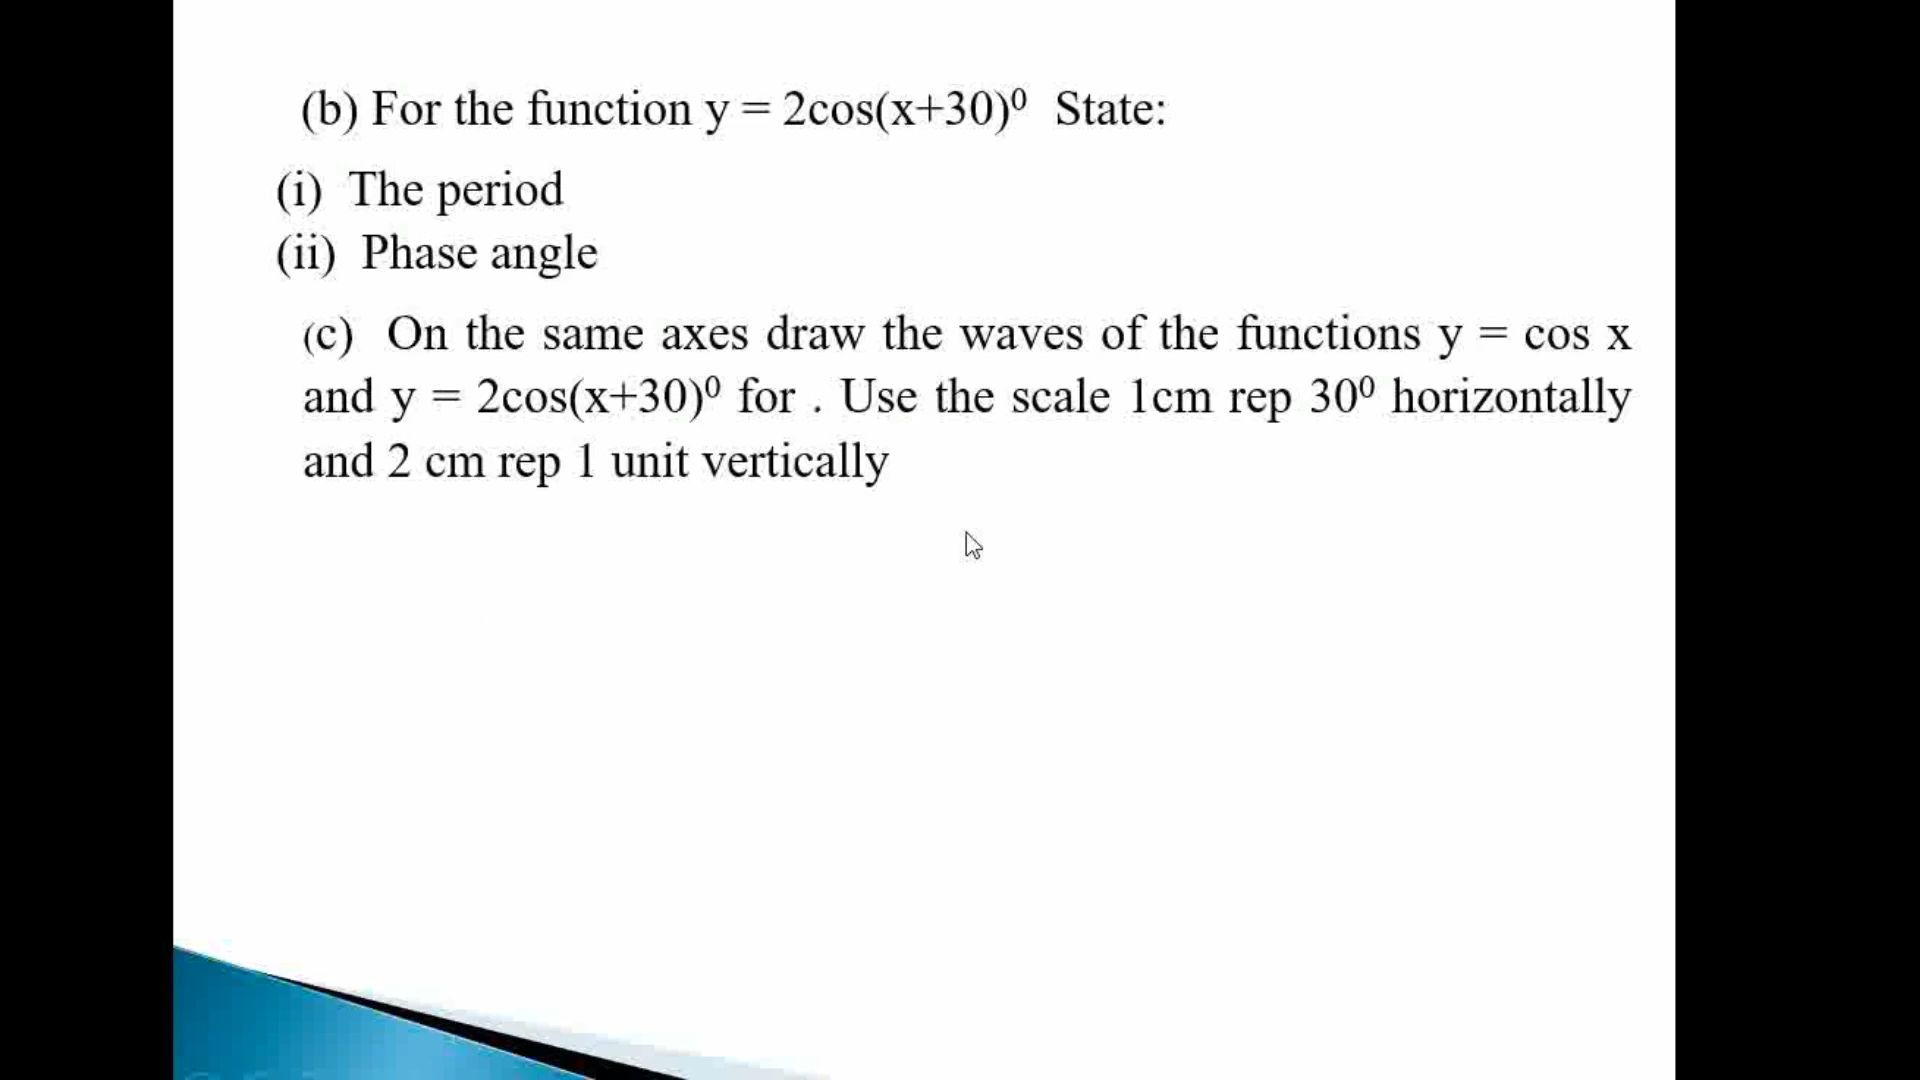 (b) For the function y = 2cos(x+30)⁰ State:
(i) The period
(ii) Phase angle
(c) On the same axes draw the waves of the functions y = cos x
and y = 2cos(x+30)⁰ for . Use the scale 1cm rep 30⁰ horizontally
and 2 cm rep 1 unit vertically